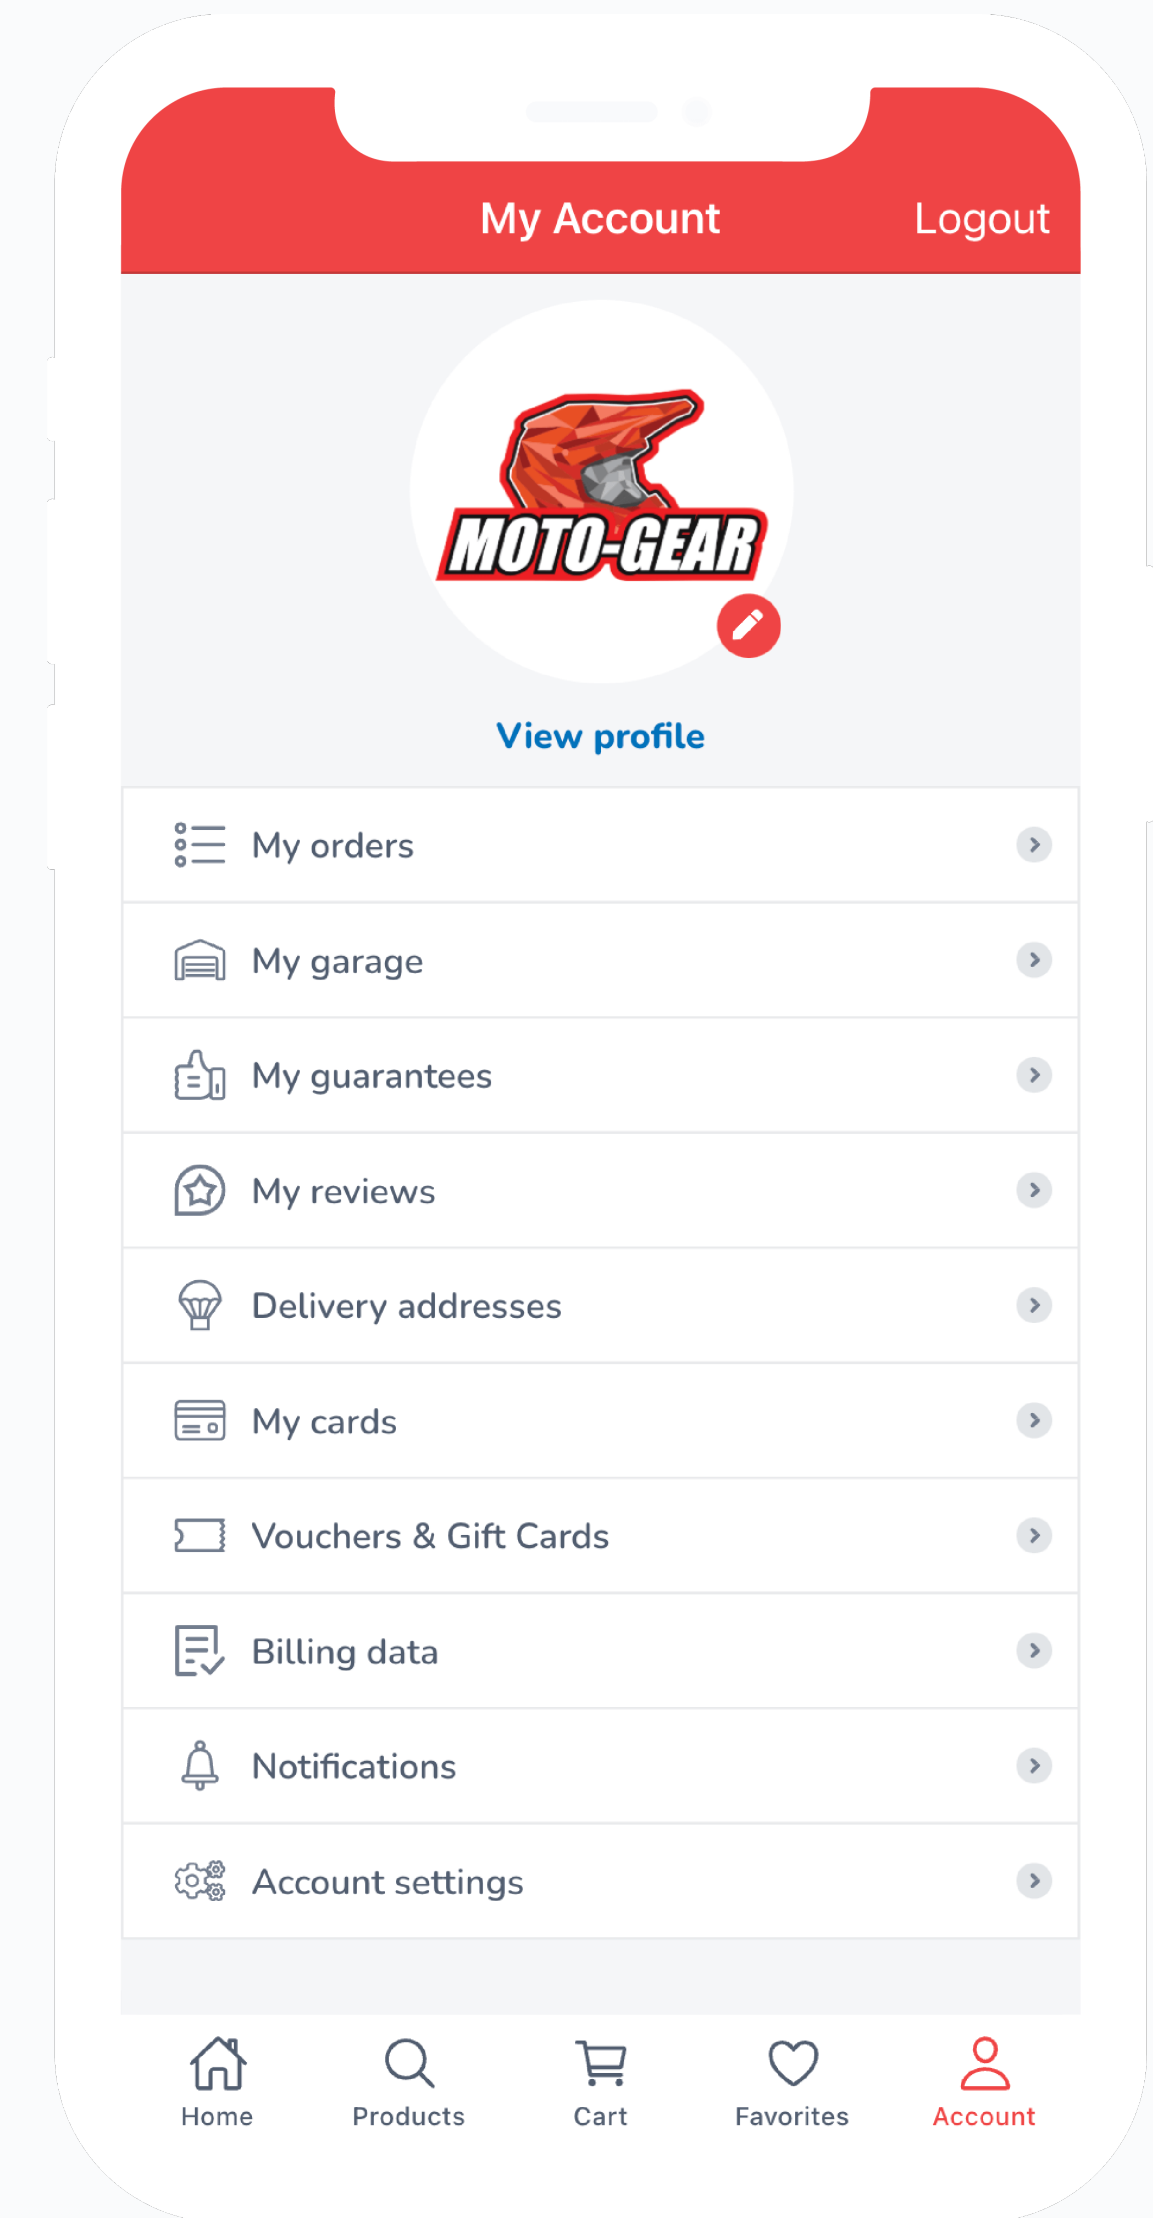 My Account
Logout
MOTO-GEAR
View profile
My orders
My garage
My guarantees
My reviews
Delivery addresses
My cards
Vouchers & Gift Cards
Billing data
Notifications
Account settings
Home
Products
Cart
Favorites
Account